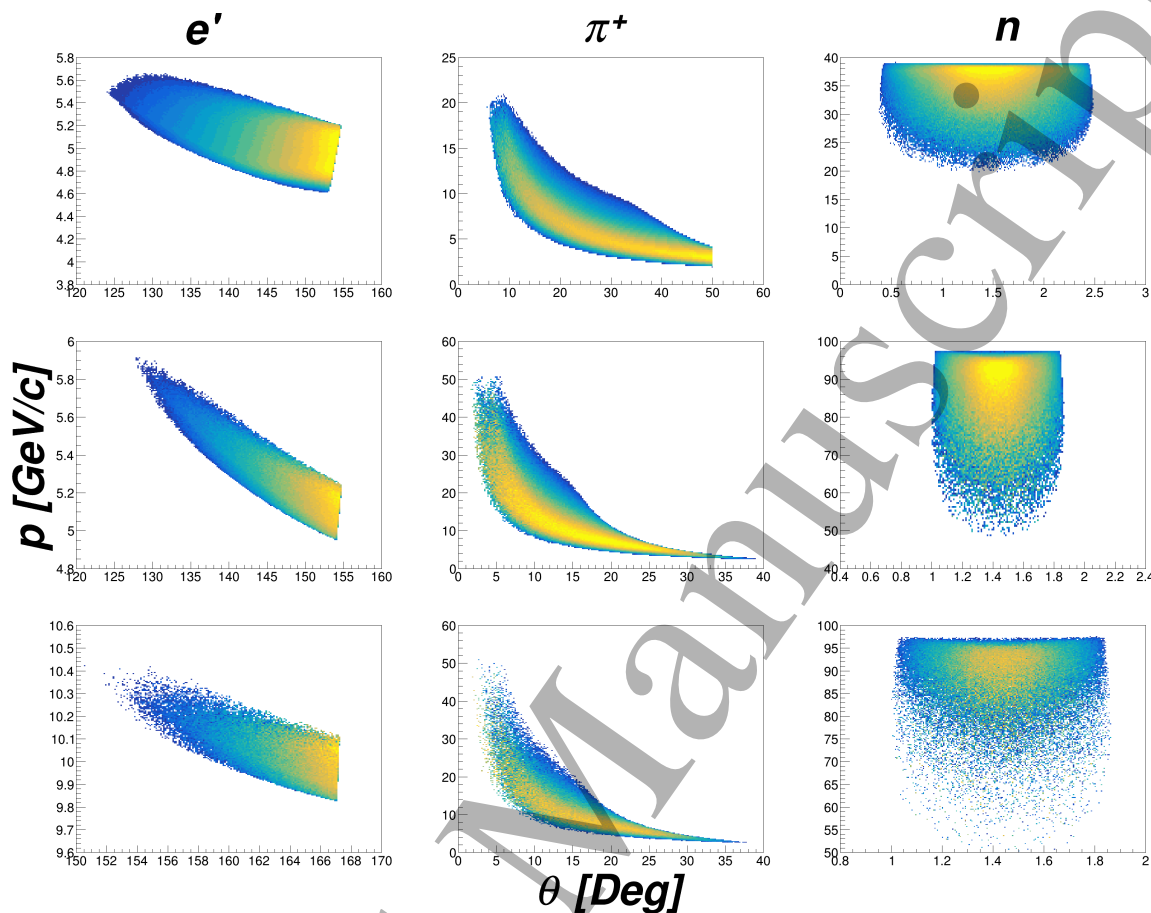 e′ π⁺ n
5.8 5.6 5.4 5.2 5 4.8 4.6 4.4 4.2 4 3.8
120 125 130 135 140 145 150 155 160
25 20 15 10 5 0
0 10 20 30 40 50 60
40 35 30 25 20 15 10 5 0
0 0.5 1 1.5 2 2.5 3
p [GeV/c]
6 5.8 5.6 5.4 5.2 5 4.8
120 125 130 135 140 145 150 155 160
60 50 40 30 20 10 0
0 5 10 15 20 25 30 35 40
100 90 80 70 60 50 40
0.4 0.6 0.8 1 1.2 1.4 1.6 1.8 2 2.2 2.4
10.6 10.5 10.4 10.3 10.2 10.1 10 9.9 9.8 9.7 9.6
150 152 154 156 158 160 162 164 166 168 170
60 50 40 30 20 10 0
0 5 10 15 20 25 30 35 40
100 95 90 85 80 75 70 65 60 55 50
0.8 1 1.2 1.4 1.6 1.8 2
θ [Deg]
Manuscrip